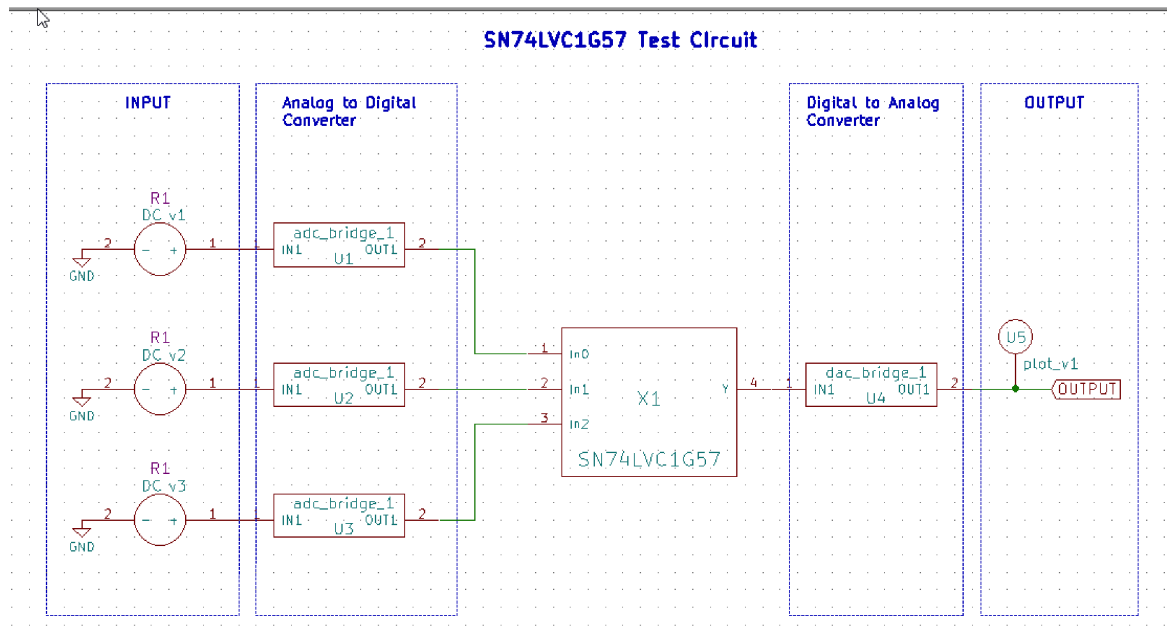 SN74LVC1G57 Test CIrcuit
INPUT
Analog to Digital
Converter
Digital to Analog
Converter
OUTPUT
R1
DC v1
2 - + 1
GND
1 IN1 adc_bridge_1 OUT1 2
U1
R1
DC v2
2 - + 1
GND
1 IN1 adc_bridge_1 OUT1 2
U2
R1
DC v3
2 - + 1
GND
1 IN1 adc_bridge_1 OUT1 2
U3
1 In0
2 In1
3 In2
X1
Y 4
SN74LVC1G57
dac_bridge_1
1 IN1 OUT1 2
U4
U5
plot_v1
OUTPUT